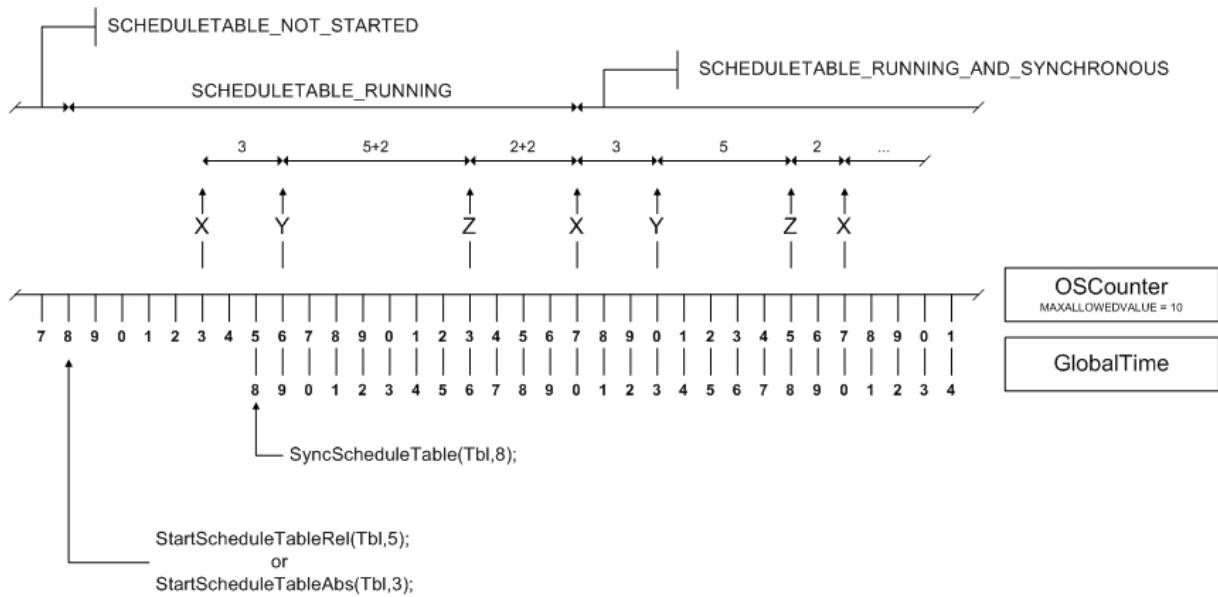 SCHEDULETABLE_NOT_STARTED
SCHEDULETABLE_RUNNING_AND_SYNCHRONOUS
SCHEDULETABLE_RUNNING
3 5+2 2+2 3 5 2 ...
X Y Z X Y Z X
OSCounter
MAXALLOWEDVALUE = 10
7 8 9 0 1 2 3 4 5 6 7 8 9 0 1 2 3 4 5 6 7 8 9 0 1 2 3 4 5 6 7 8 9 0 1
GlobalTime
8 9 0 1 2 3 4 5 6 7 8 9 0 1 2 3 4 5 6 7 8 9 0 1 2 3 4
SyncScheduleTable(Tbl,8);
StartScheduleTableRel(Tbl,5);
or
StartScheduleTableAbs(Tbl,3);